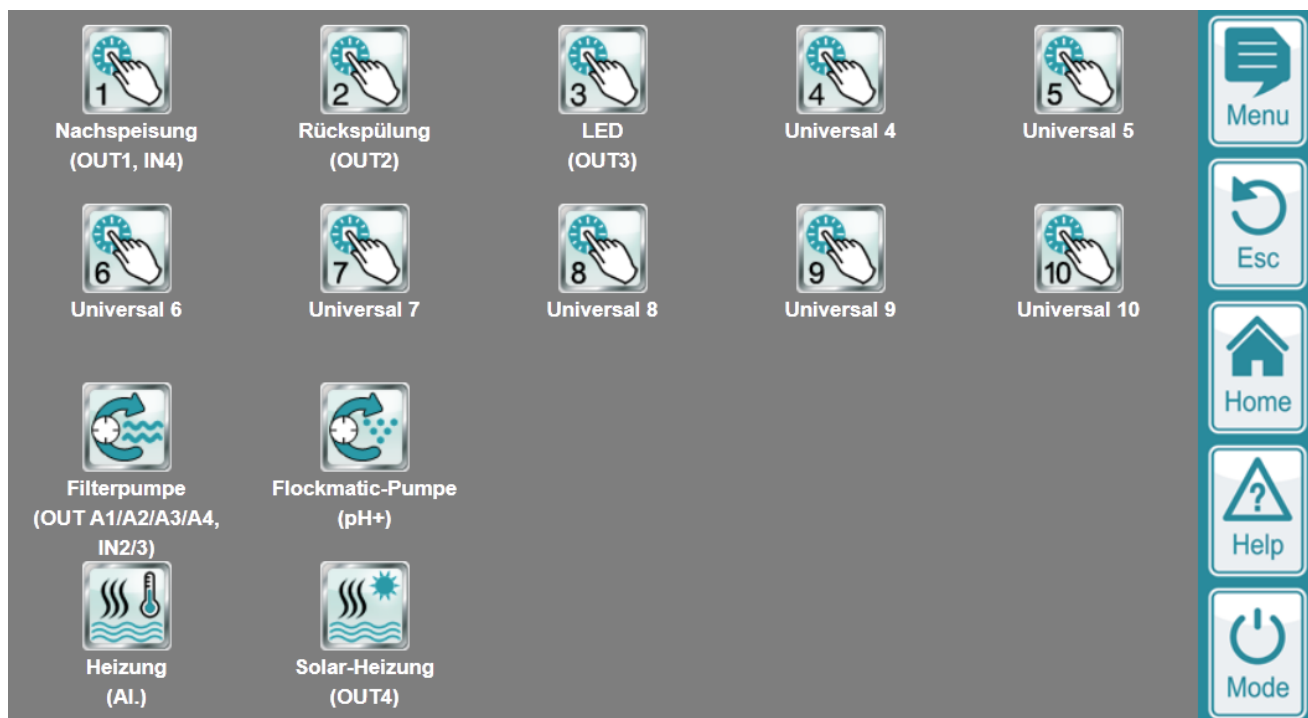 1
2
3
4
5
Nachspeisung
(OUT1, IN4)
Rückspülung
(OUT2)
LED
(OUT3)
Universal 4
Universal 5
6
7
8
9
10
Universal 6
Universal 7
Universal 8
Universal 9
Universal 10
Filterpumpe
(OUT A1/A2/A3/A4,
IN2/3)
Flockmatic-Pumpe
(pH+)
Heizung
(Al.)
Solar-Heizung
(OUT4)
Menu
Esc
Home
?
Help
Mode